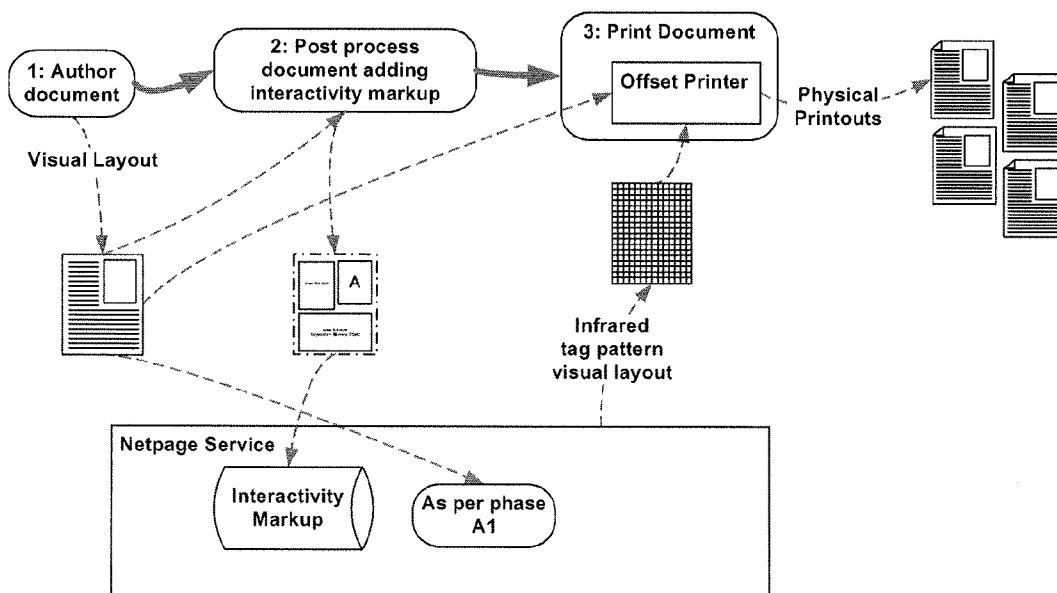 1: Author
document
2: Post process
document adding
interactivity markup
3: Print Document
Offset Printer
Physical
Printouts
Visual Layout
A
Infrared
tag pattern
visual layout
Netpage Service
Interactivity
Markup
As per phase
A1